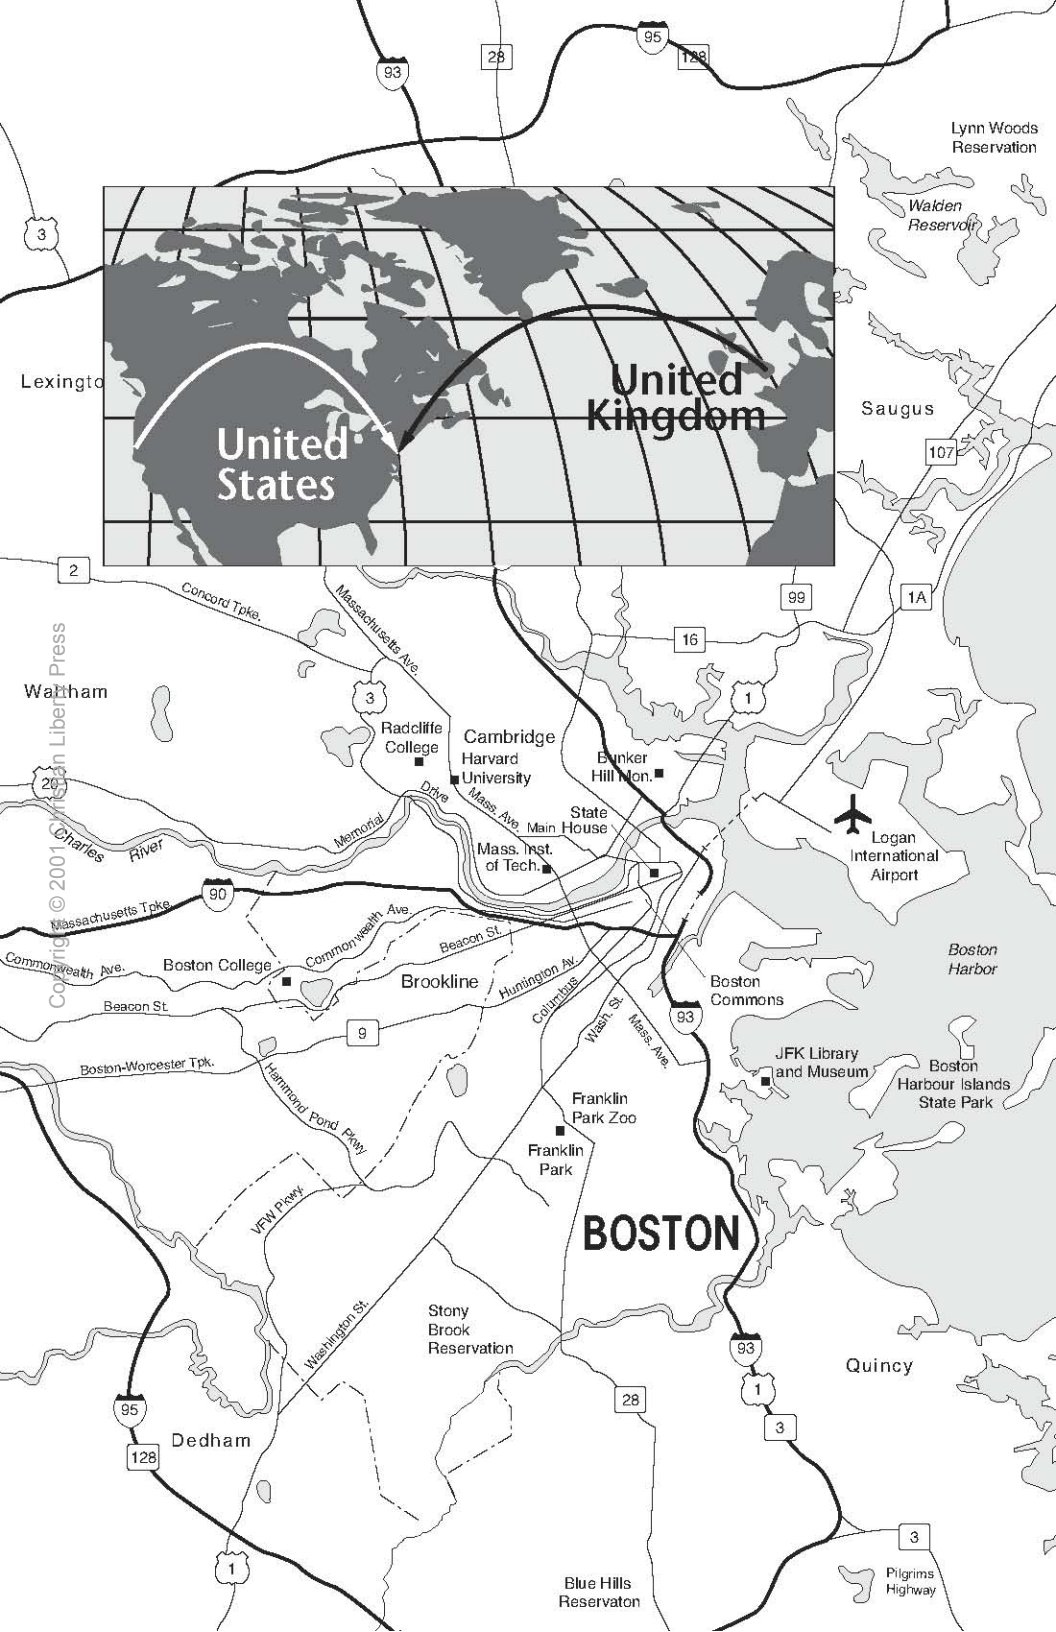 93
28
95
128
Lynn Woods
Reservation
Walden
Reservoir
3
Lexingto
United
Kingdom
United
States
Saugus
107
2
Concord Tpke.
Massachusetts Ave.
99
1A
16
Waltham
3
1
Radcliffe
College
Cambridge
Harvard
University
Bunker
Hill Mon.
20
Drive
Mass. Ave.
State
House
Main
Memorial
Charles
River
Mass. Inst.
of Tech.
Logan
International
Airport
90
Massachusetts Tpke.
Commonwealth Ave.
Commonwealth Ave.
Boston College
Beacon St.
Brookline
Huntington Av.
Columbus
Wash. St.
Mass. Ave.
Boston
Commons
Boston
Harbor
Beacon St.
9
93
Boston-Worcester Tpk.
Hammond Pond Pkwy
JFK Library
and Museum
Boston
Harbour Islands
State Park
Franklin
Park Zoo
Franklin
Park
VFW Pkwy.
BOSTON
Washington St.
Stony
Brook
Reservation
93
1
3
Quincy
28
95
128
Dedham
1
3
Pilgrims
Highway
Blue Hills
Reservaton
Copyright © 2001 Christian Liberty Press